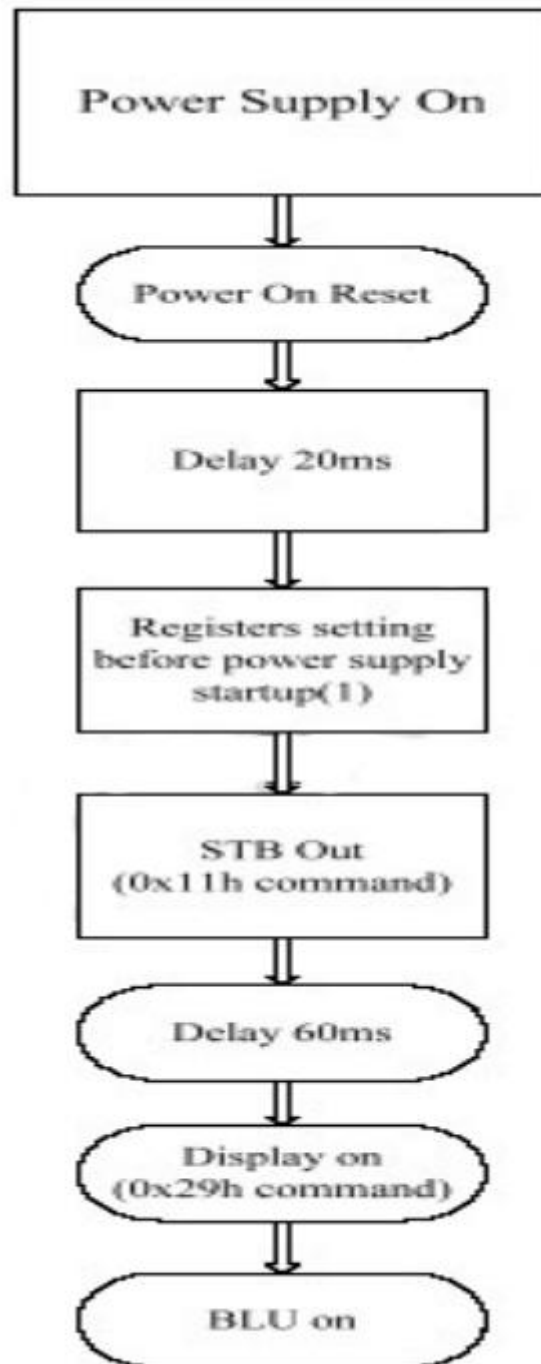 Power Supply On
Power On Reset
Delay 20ms
Registers setting
before power supply
startup(1)
STB Out
(0x11h command)
Delay 60ms
Display on
(0x29h command)
BLU on